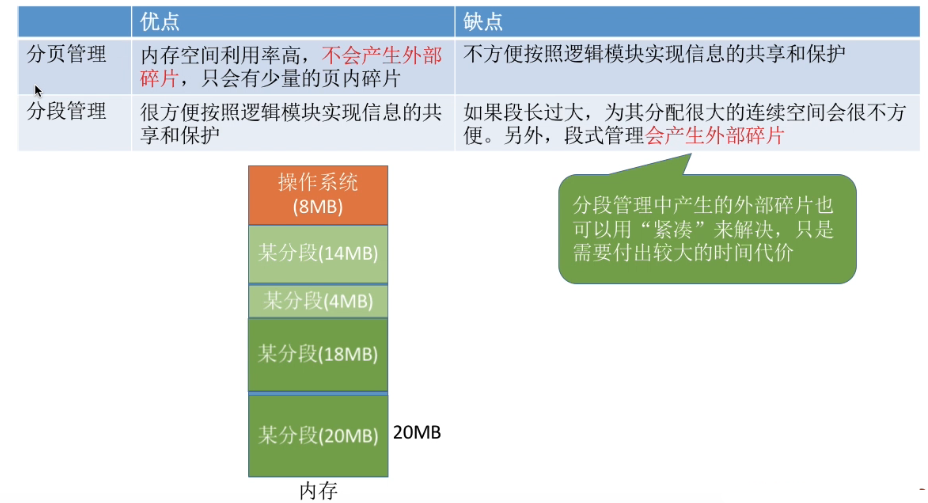 优点
缺点
分页管理
内存空间利用率高，不会产生外部
碎片，只会有少量的页内碎片
不方便按照逻辑模块实现信息的共享和保护
分段管理
很方便按照逻辑模块实现信息的共
享和保护
如果段长过大，为其分配很大的连续空间会很不方
便。另外，段式管理会产生外部碎片
操作系统
(8MB)
某分段(14MB)
某分段(4MB)
某分段(18MB)
某分段(20MB)
20MB
内存
分段管理中产生的外部碎片也
可以用“紧凑”来解决，只是
需要付出较大的时间代价